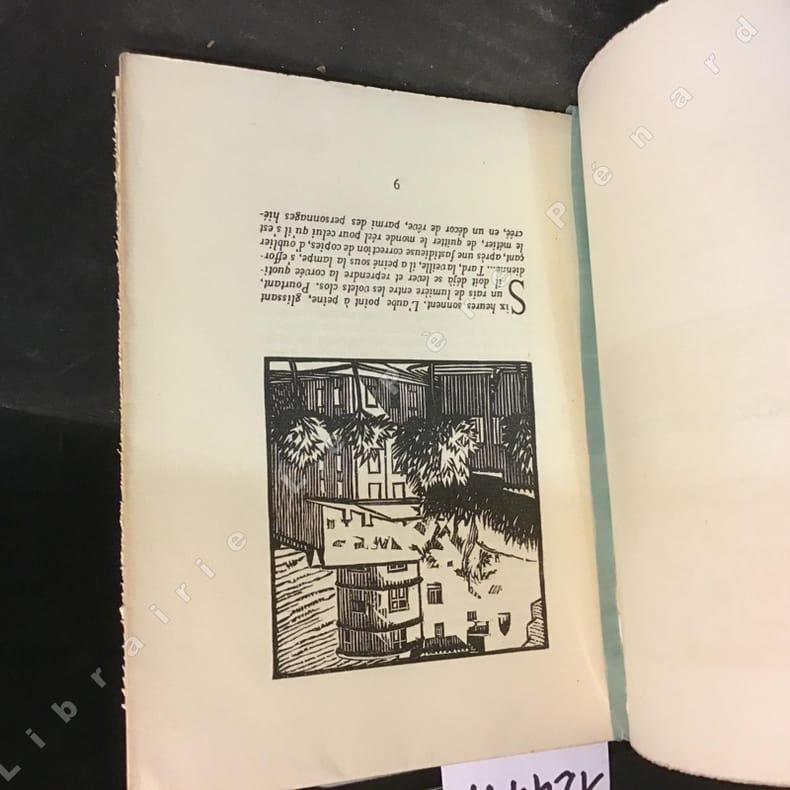 Six heures sonnent. L'aube point à peine, glissant
un rais de lumière entre les volets clos. Pourtant,
il doit se lever déjà et reprendre la corvée quoti-
dienne... Tard, la veille, il a peiné sous la lampe, s'effor-
çant, après une fastidieuse correction de copies, d'oublier
le métier, de quitter le monde réel pour celui qu'il s'est
créé, en un décor de rêve, parmi des personnages hié-
9
Librairie Le Père Pénard